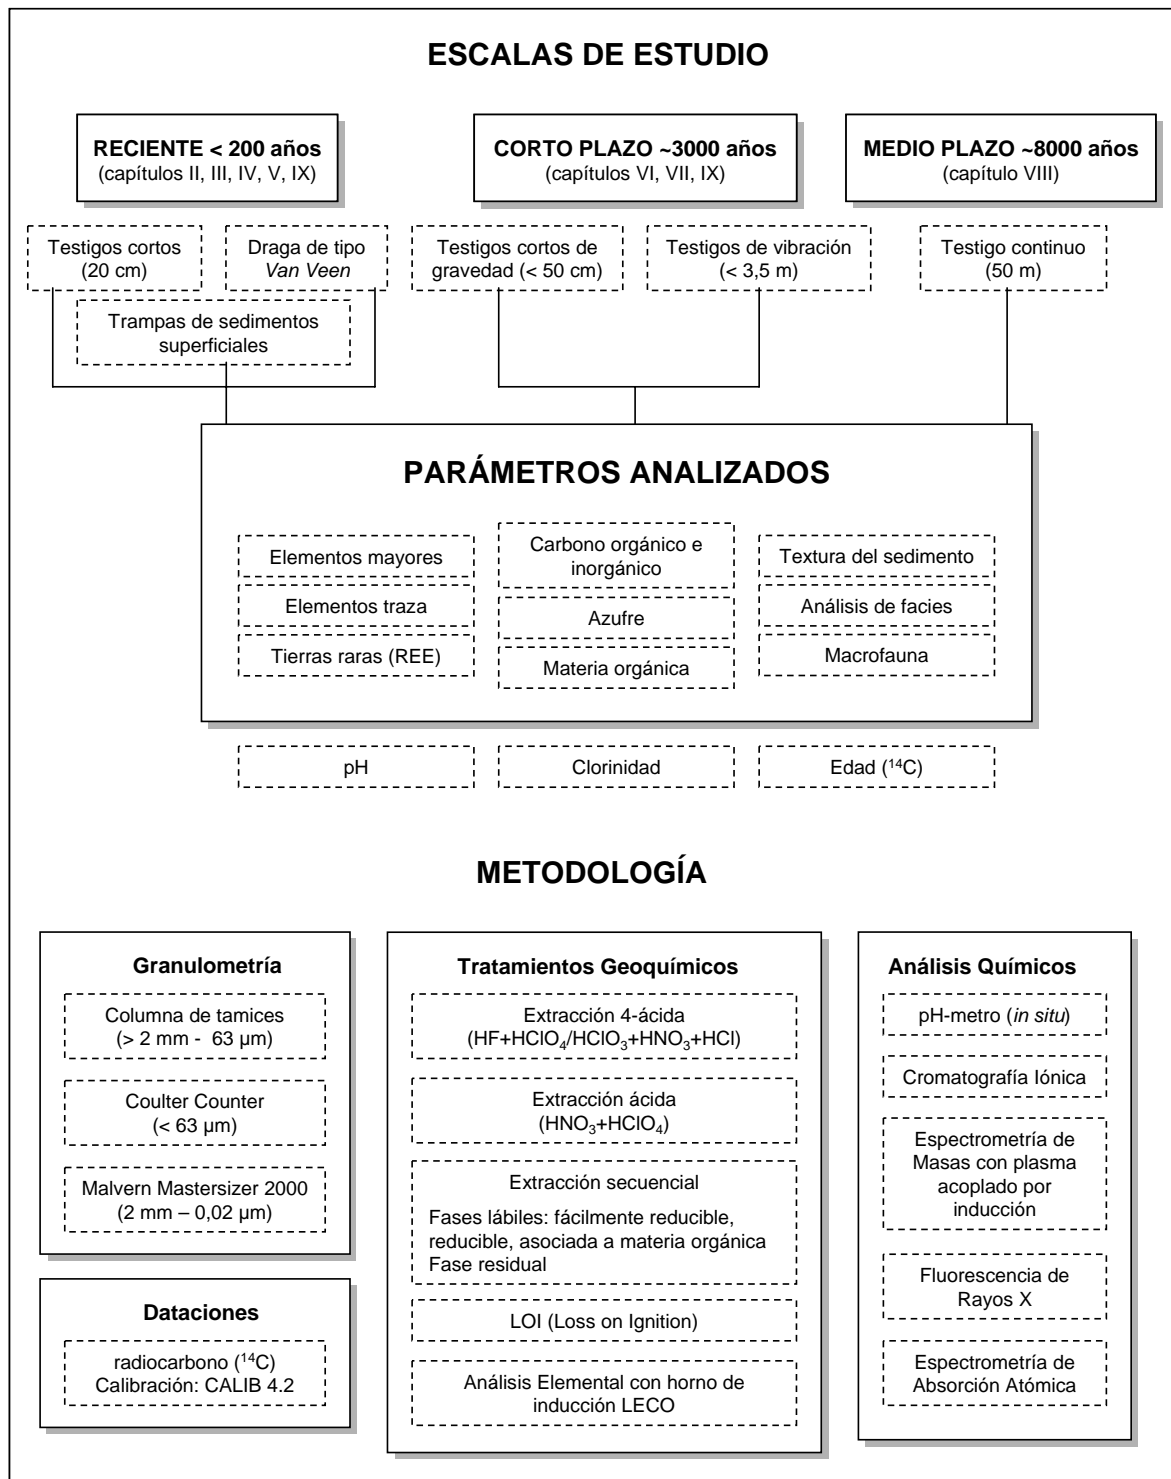 ESCALAS DE ESTUDIO
RECIENTE < 200 años
(capítulos II, III, IV, V, IX)
CORTO PLAZO ~3000 años
(capítulos VI, VII, IX)
MEDIO PLAZO ~8000 años
(capítulo VIII)
Testigos cortos
(20 cm)
Draga de tipo
Van Veen
Trampas de sedimentos
superficiales
Testigos cortos de
gravedad (< 50 cm)
Testigos de vibración
(< 3,5 m)
Testigo continuo
(50 m)
PARÁMETROS ANALIZADOS
Elementos mayores
Elementos traza
Tierras raras (REE)
Carbono orgánico e
inorgánico
Azufre
Materia orgánica
Textura del sedimento
Análisis de facies
Macrofauna
pH
Clorinidad
Edad (¹⁴C)
METODOLOGÍA
Granulometría
Columna de tamices
(> 2 mm - 63 µm)
Coulter Counter
(< 63 µm)
Malvern Mastersizer 2000
(2 mm – 0,02 µm)
Dataciones
radiocarbono (¹⁴C)
Calibración: CALIB 4.2
Tratamientos Geoquímicos
Extracción 4-ácida
(HF+HClO₄/HClO₃+HNO₃+HCl)
Extracción ácida
(HNO₃+HClO₄)
Extracción secuencial
Fases lábiles: fácilmente reducible,
reducible, asociada a materia orgánica
Fase residual
LOI (Loss on Ignition)
Análisis Elemental con horno de
inducción LECO
Análisis Químicos
pH-metro (in situ)
Cromatografía Iónica
Espectrometría de
Masas con plasma
acoplado por
inducción
Fluorescencia de
Rayos X
Espectrometría de
Absorción Atómica